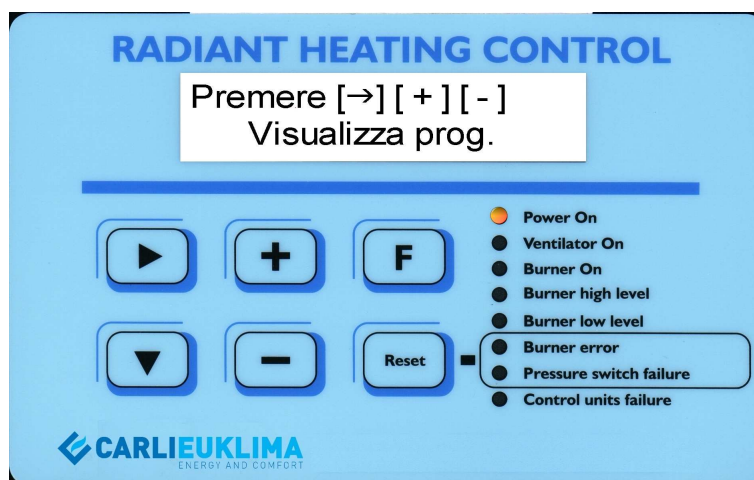 RADIANT HEATING CONTROL
Premere [→] [ + ] [ - ]
Visualizza prog.
Power On
Ventilator On
Burner On
Burner high level
Burner low level
Burner error
Pressure switch failure
Control units failure
+
F
-
Reset
CARLIEUKLIMA
ENERGY AND COMFORT